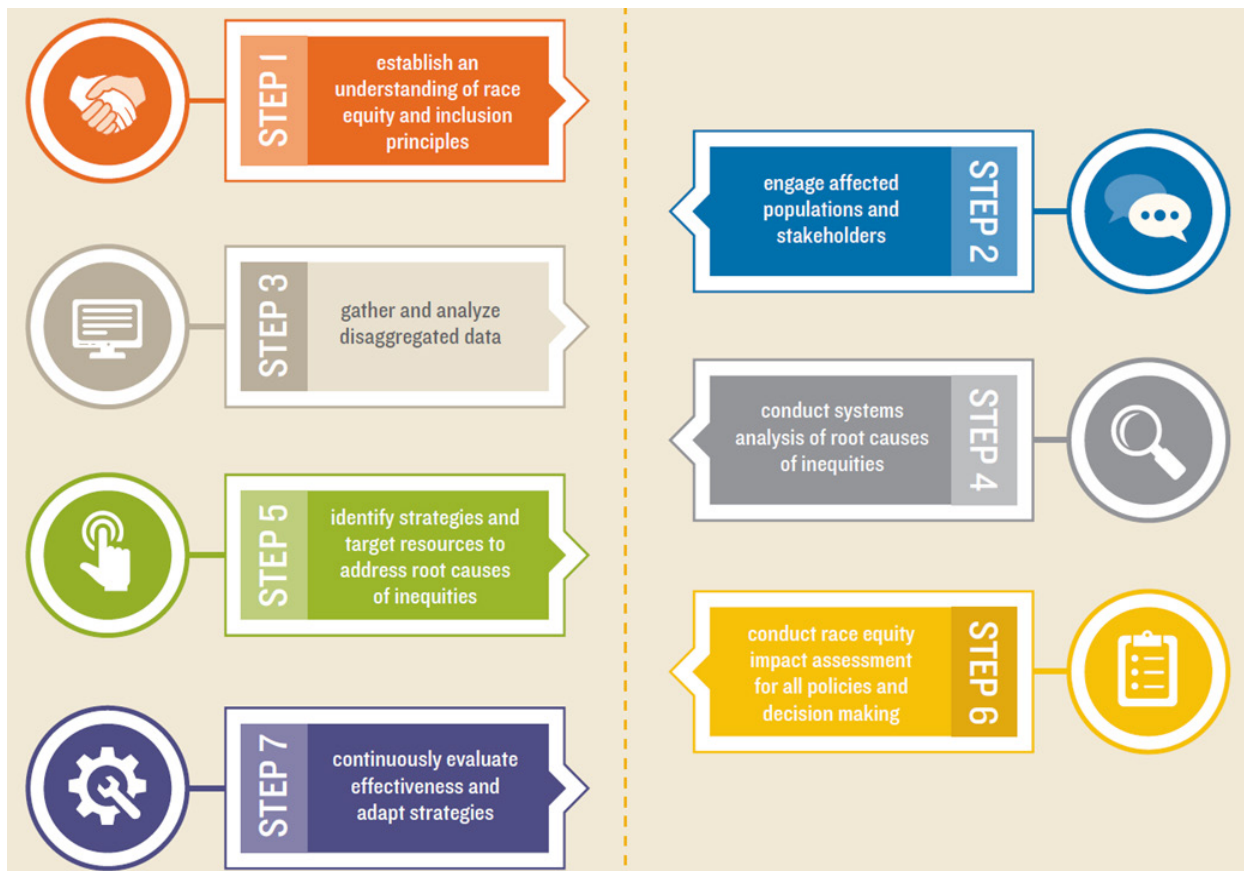 STEP 1
establish an
understanding of race
equity and inclusion
principles
STEP 2
engage affected
populations and
stakeholders
STEP 3
gather and analyze
disaggregated data
STEP 4
conduct systems
analysis of root causes
of inequities
STEP 5
identify strategies and
target resources to
address root causes
of inequities
STEP 6
conduct race equity
impact assessment
for all policies and
decision making
STEP 7
continuously evaluate
effectiveness and
adapt strategies